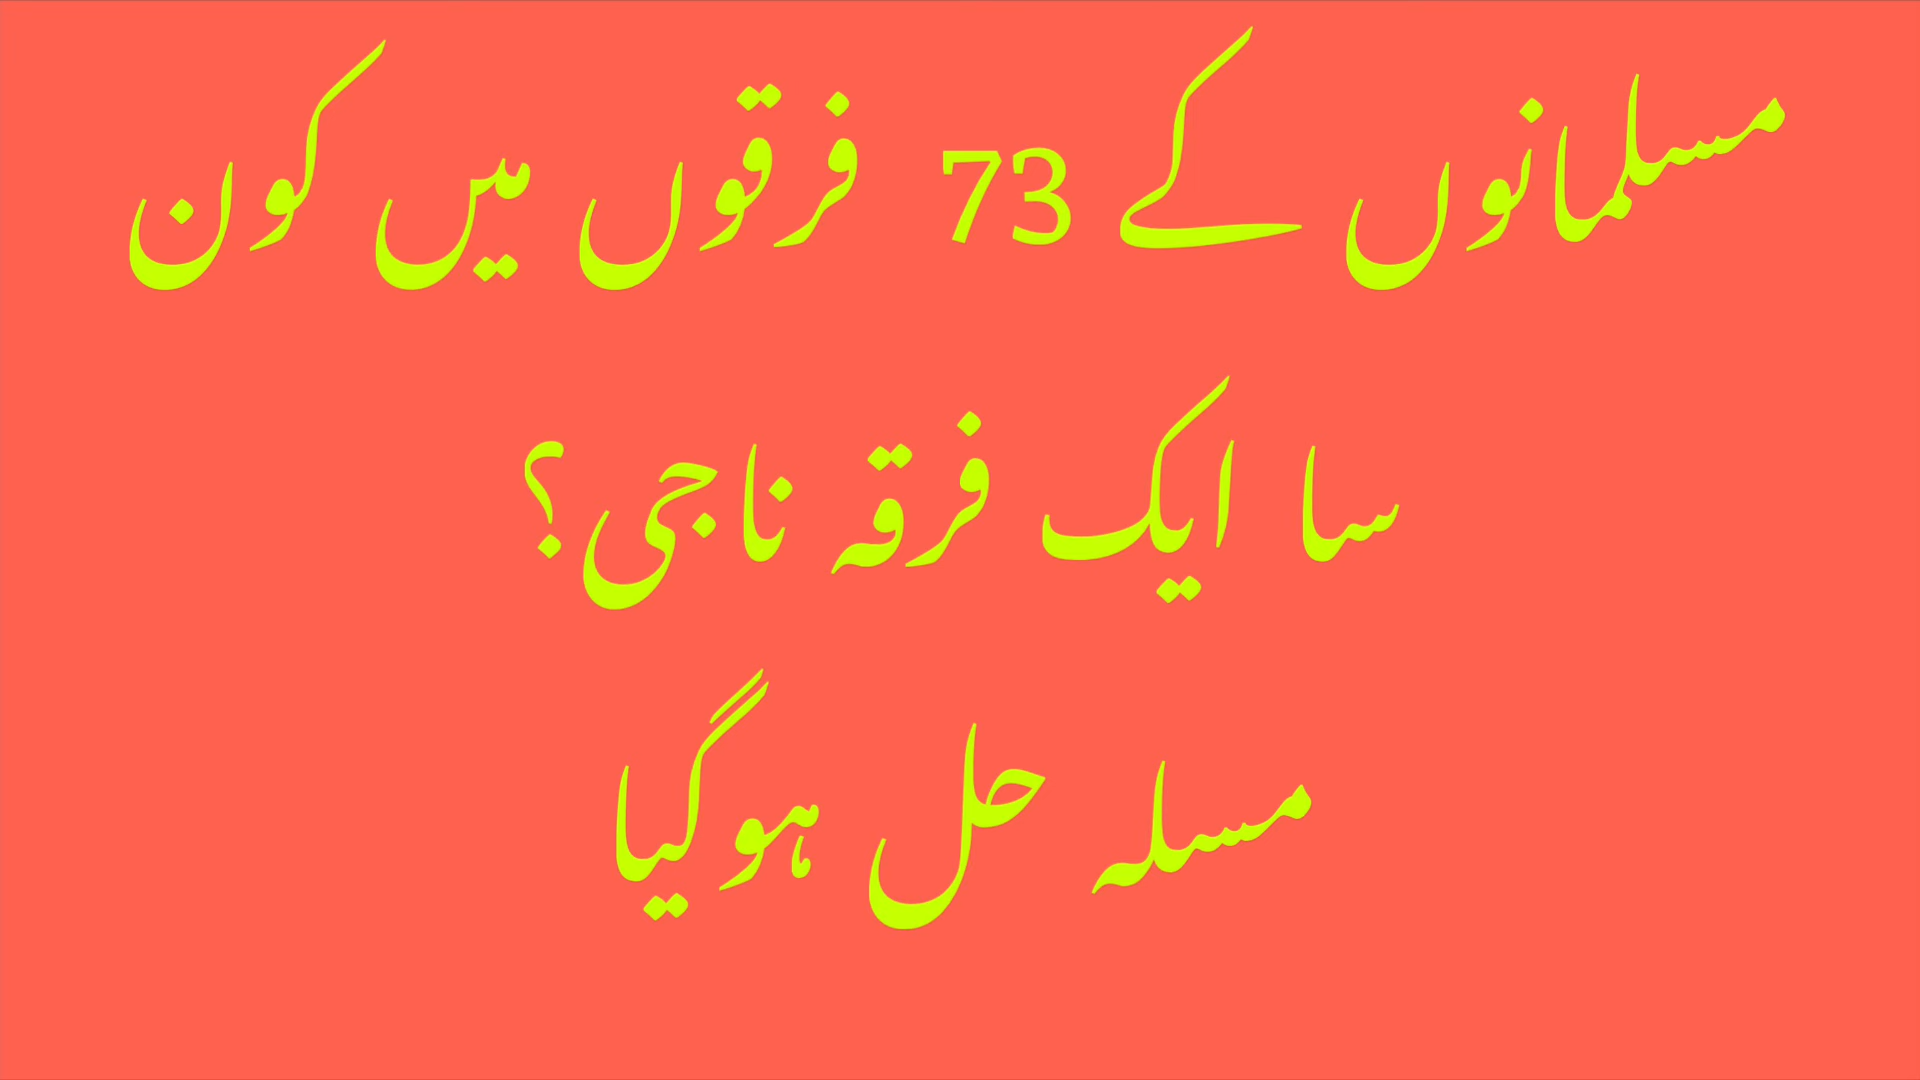 مسلمانوں کے 73 فرقوں میں کون
سا ایک فرقہ ناجی؟
مسلہ حل ہوگیا